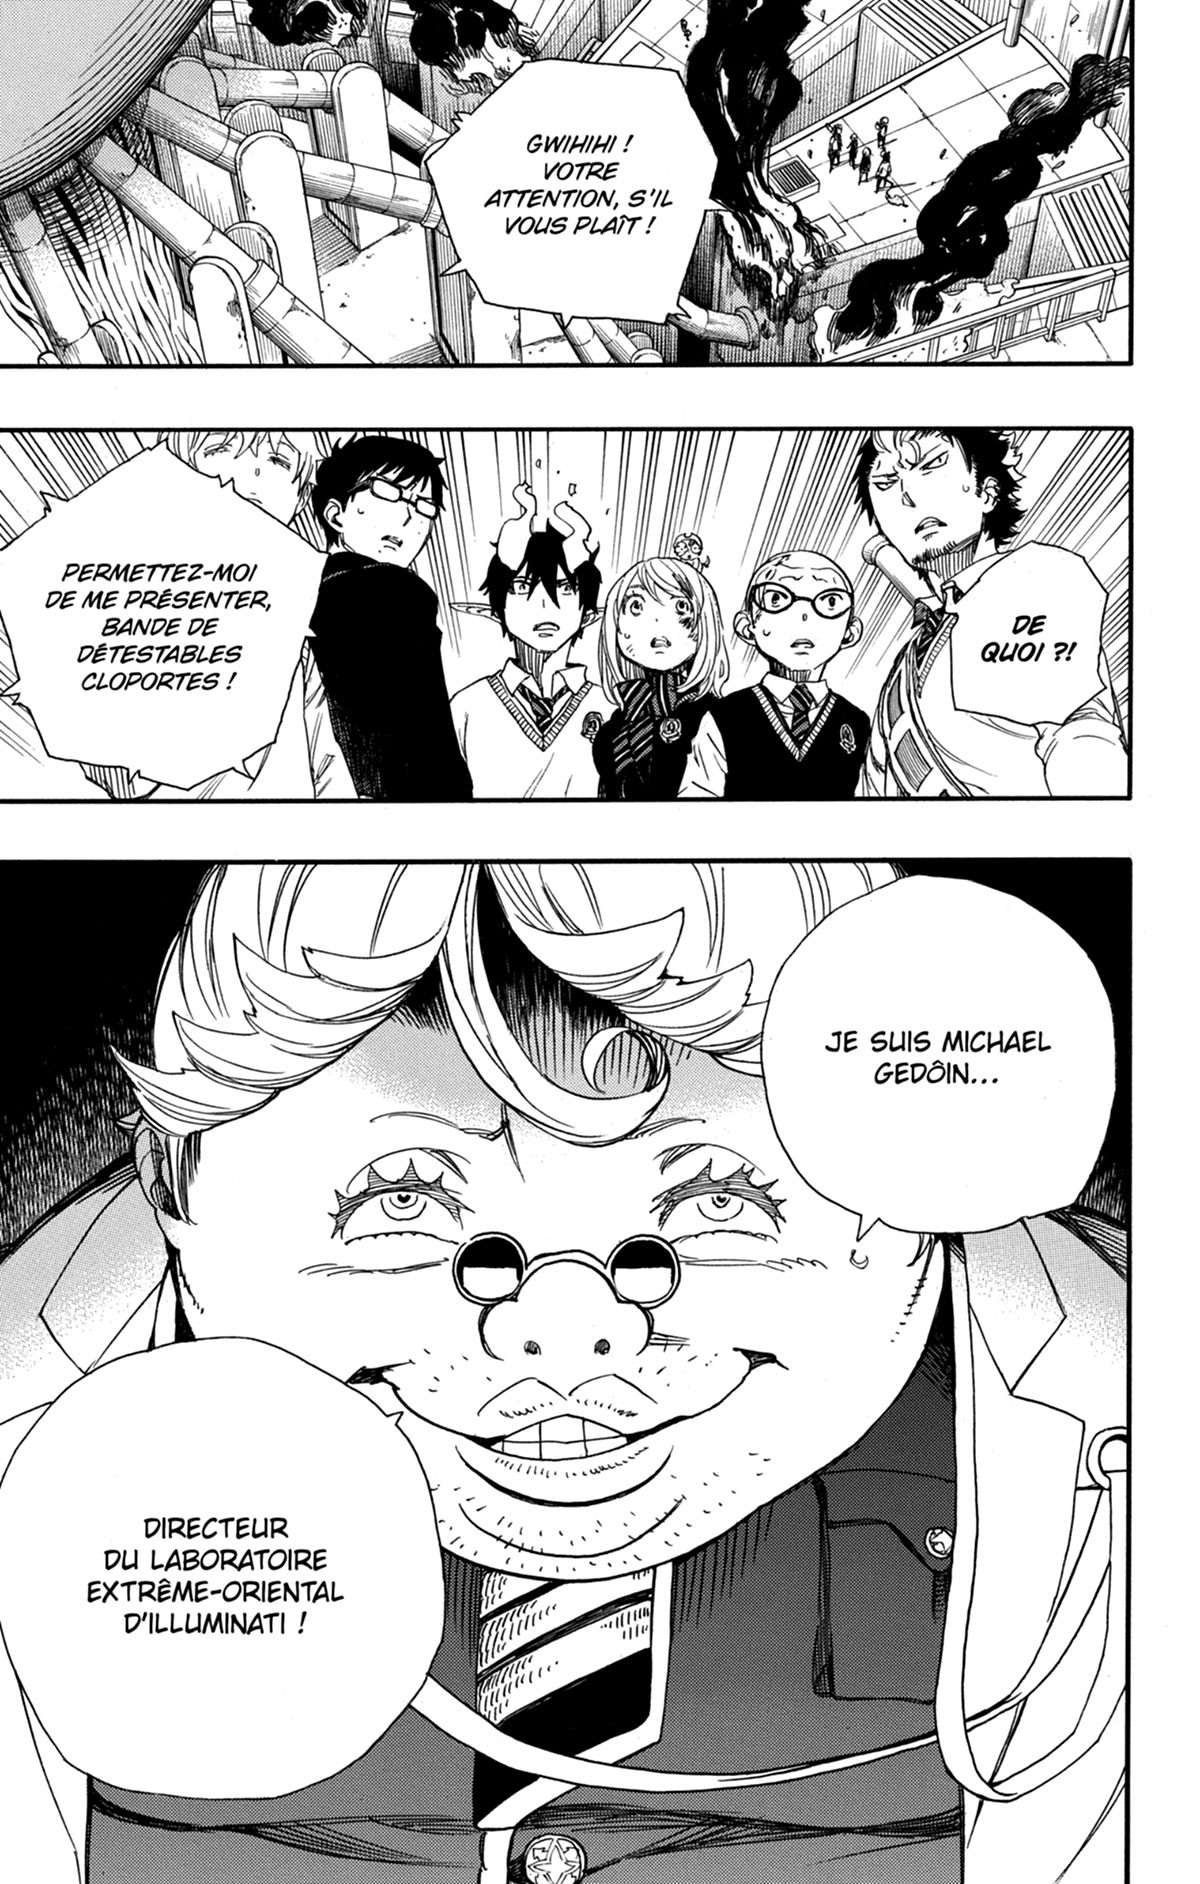 GWIHIHI !
VOTRE
ATTENTION, S'IL
VOUS PLAÎT !
DE
QUOI ?!
PERMETTEZ-MOI
DE ME PRÉSENTER,
BANDE DE
DÉTESTABLES
CLOPORTES !
JE SUIS MICHAEL
GEDÔIN...
DIRECTEUR
DU LABORATOIRE
EXTRÊME-ORIENTAL
D'ILLUMINATI !